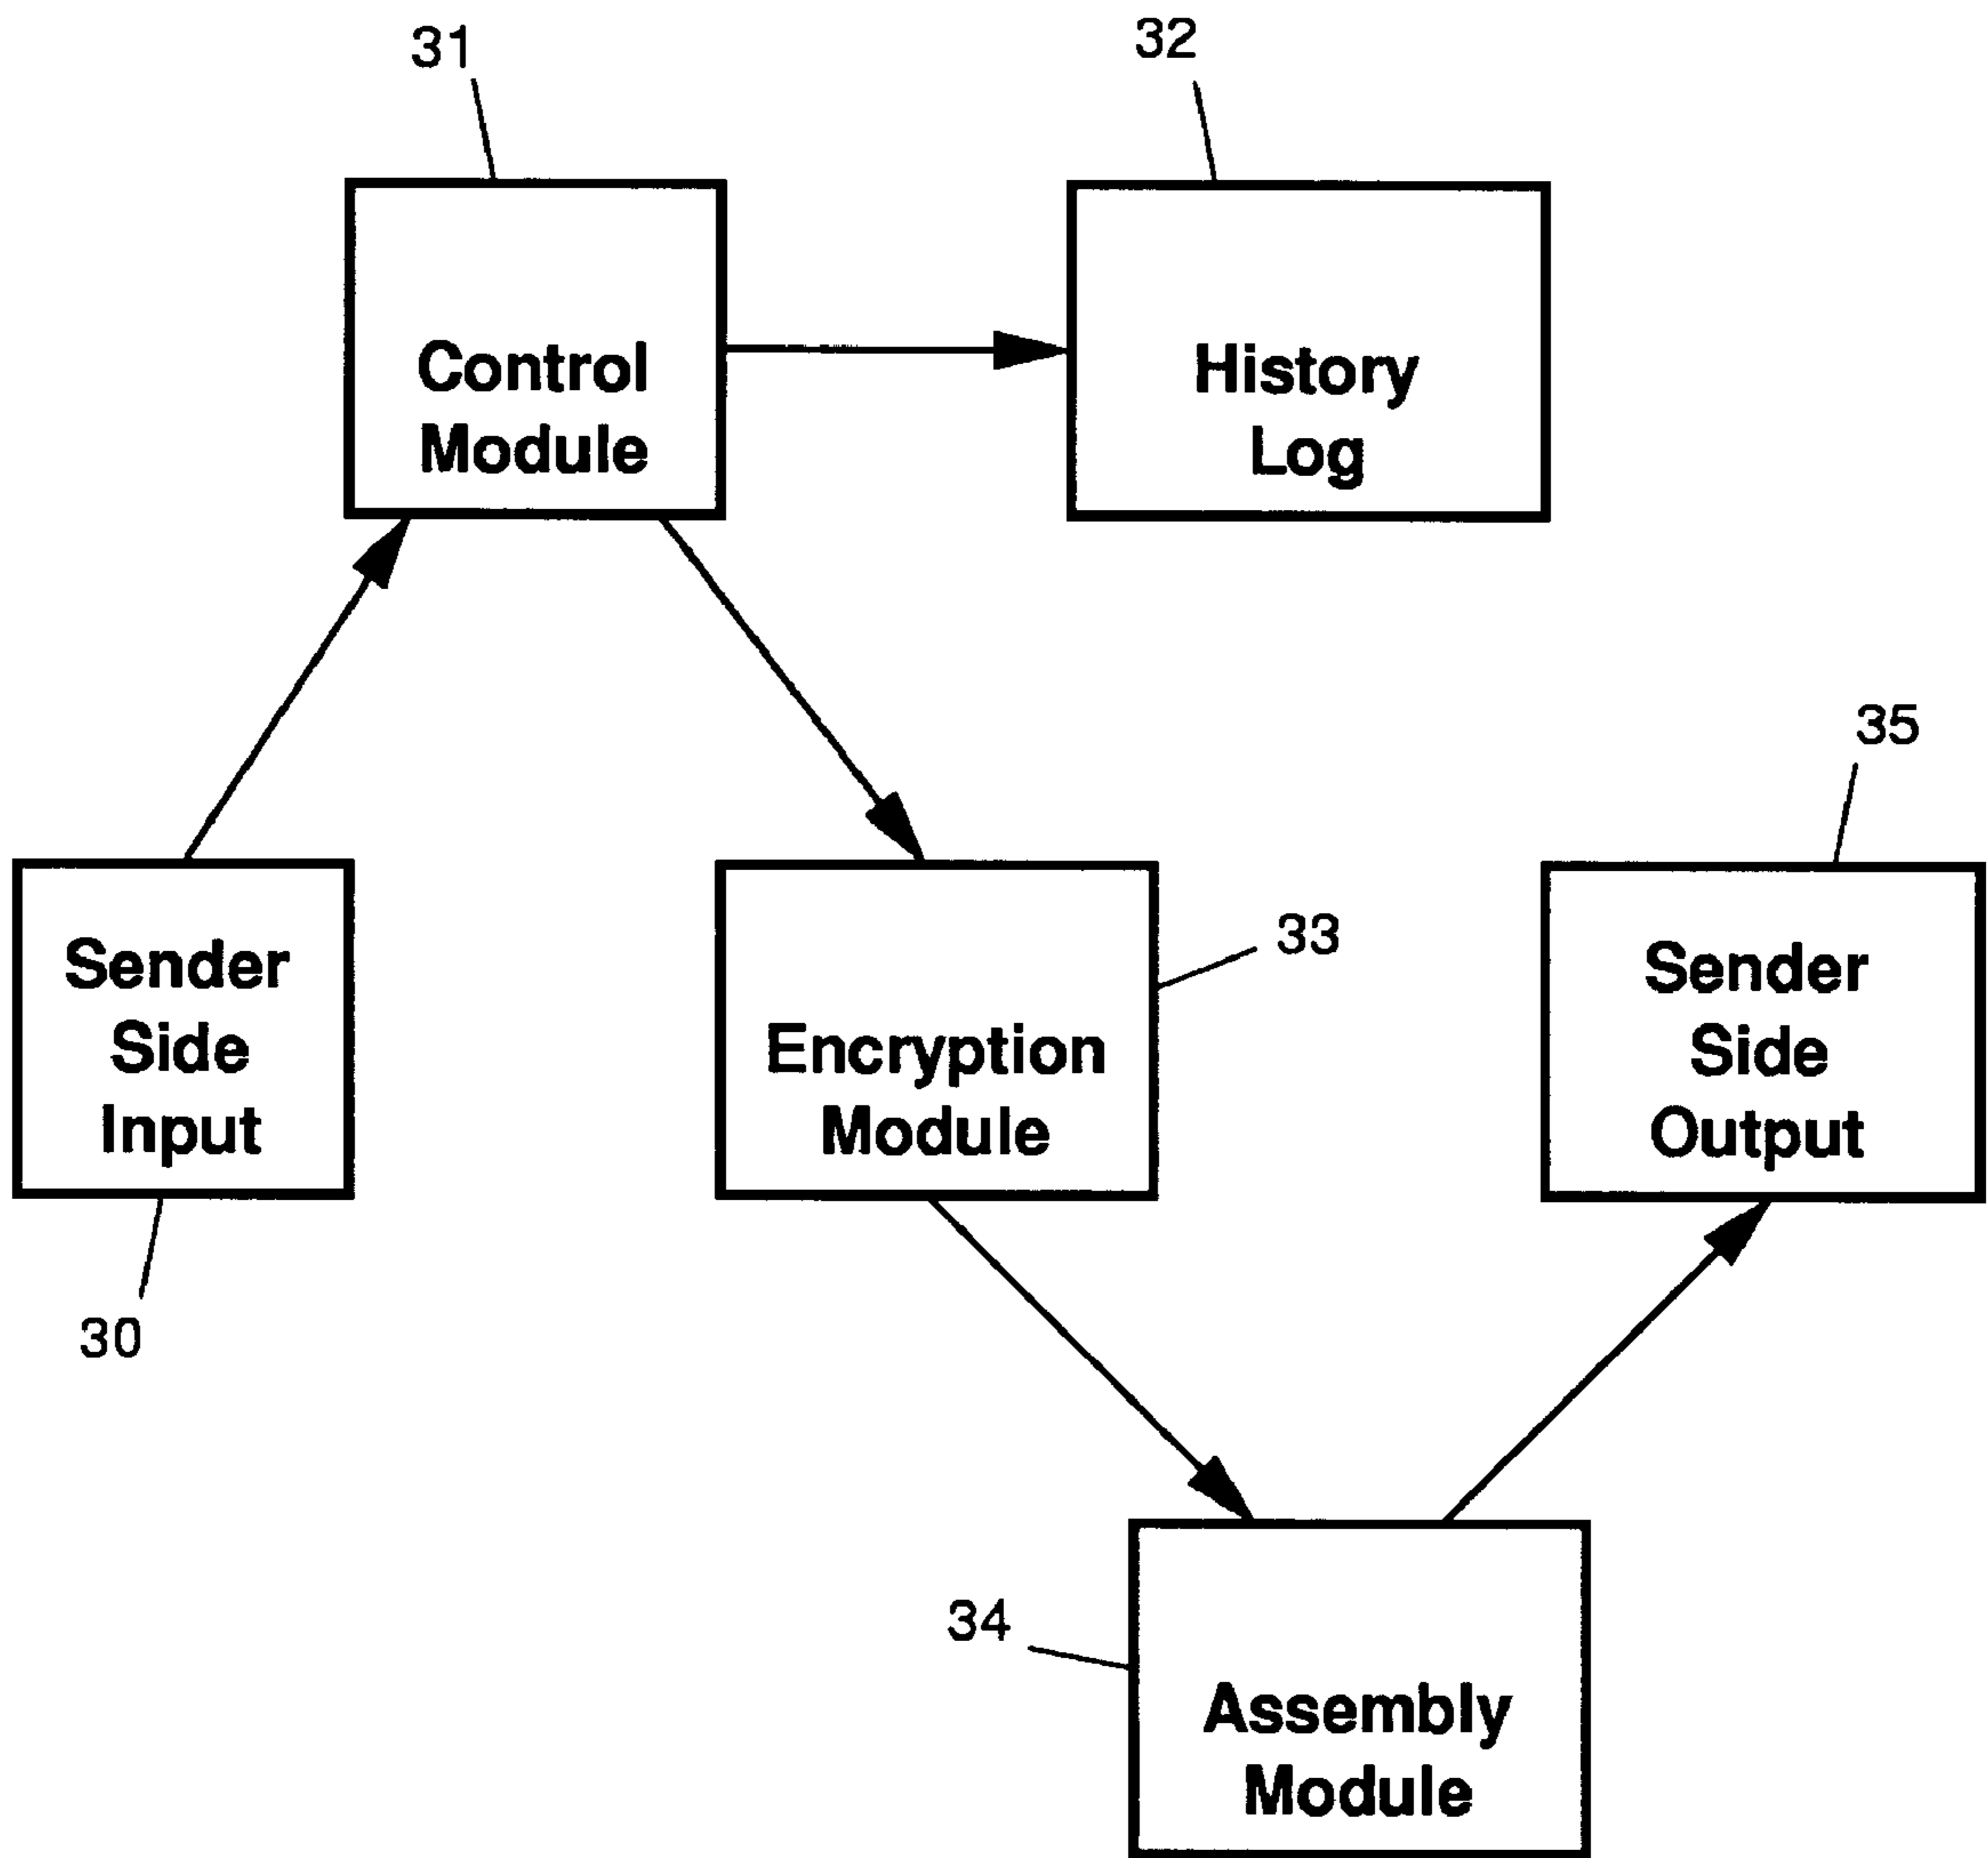 31
32
Control
Module
History
Log
35
Sender
Side
Input
33
Encryption
Module
Sender
Side
Output
30
34
Assembly
Module